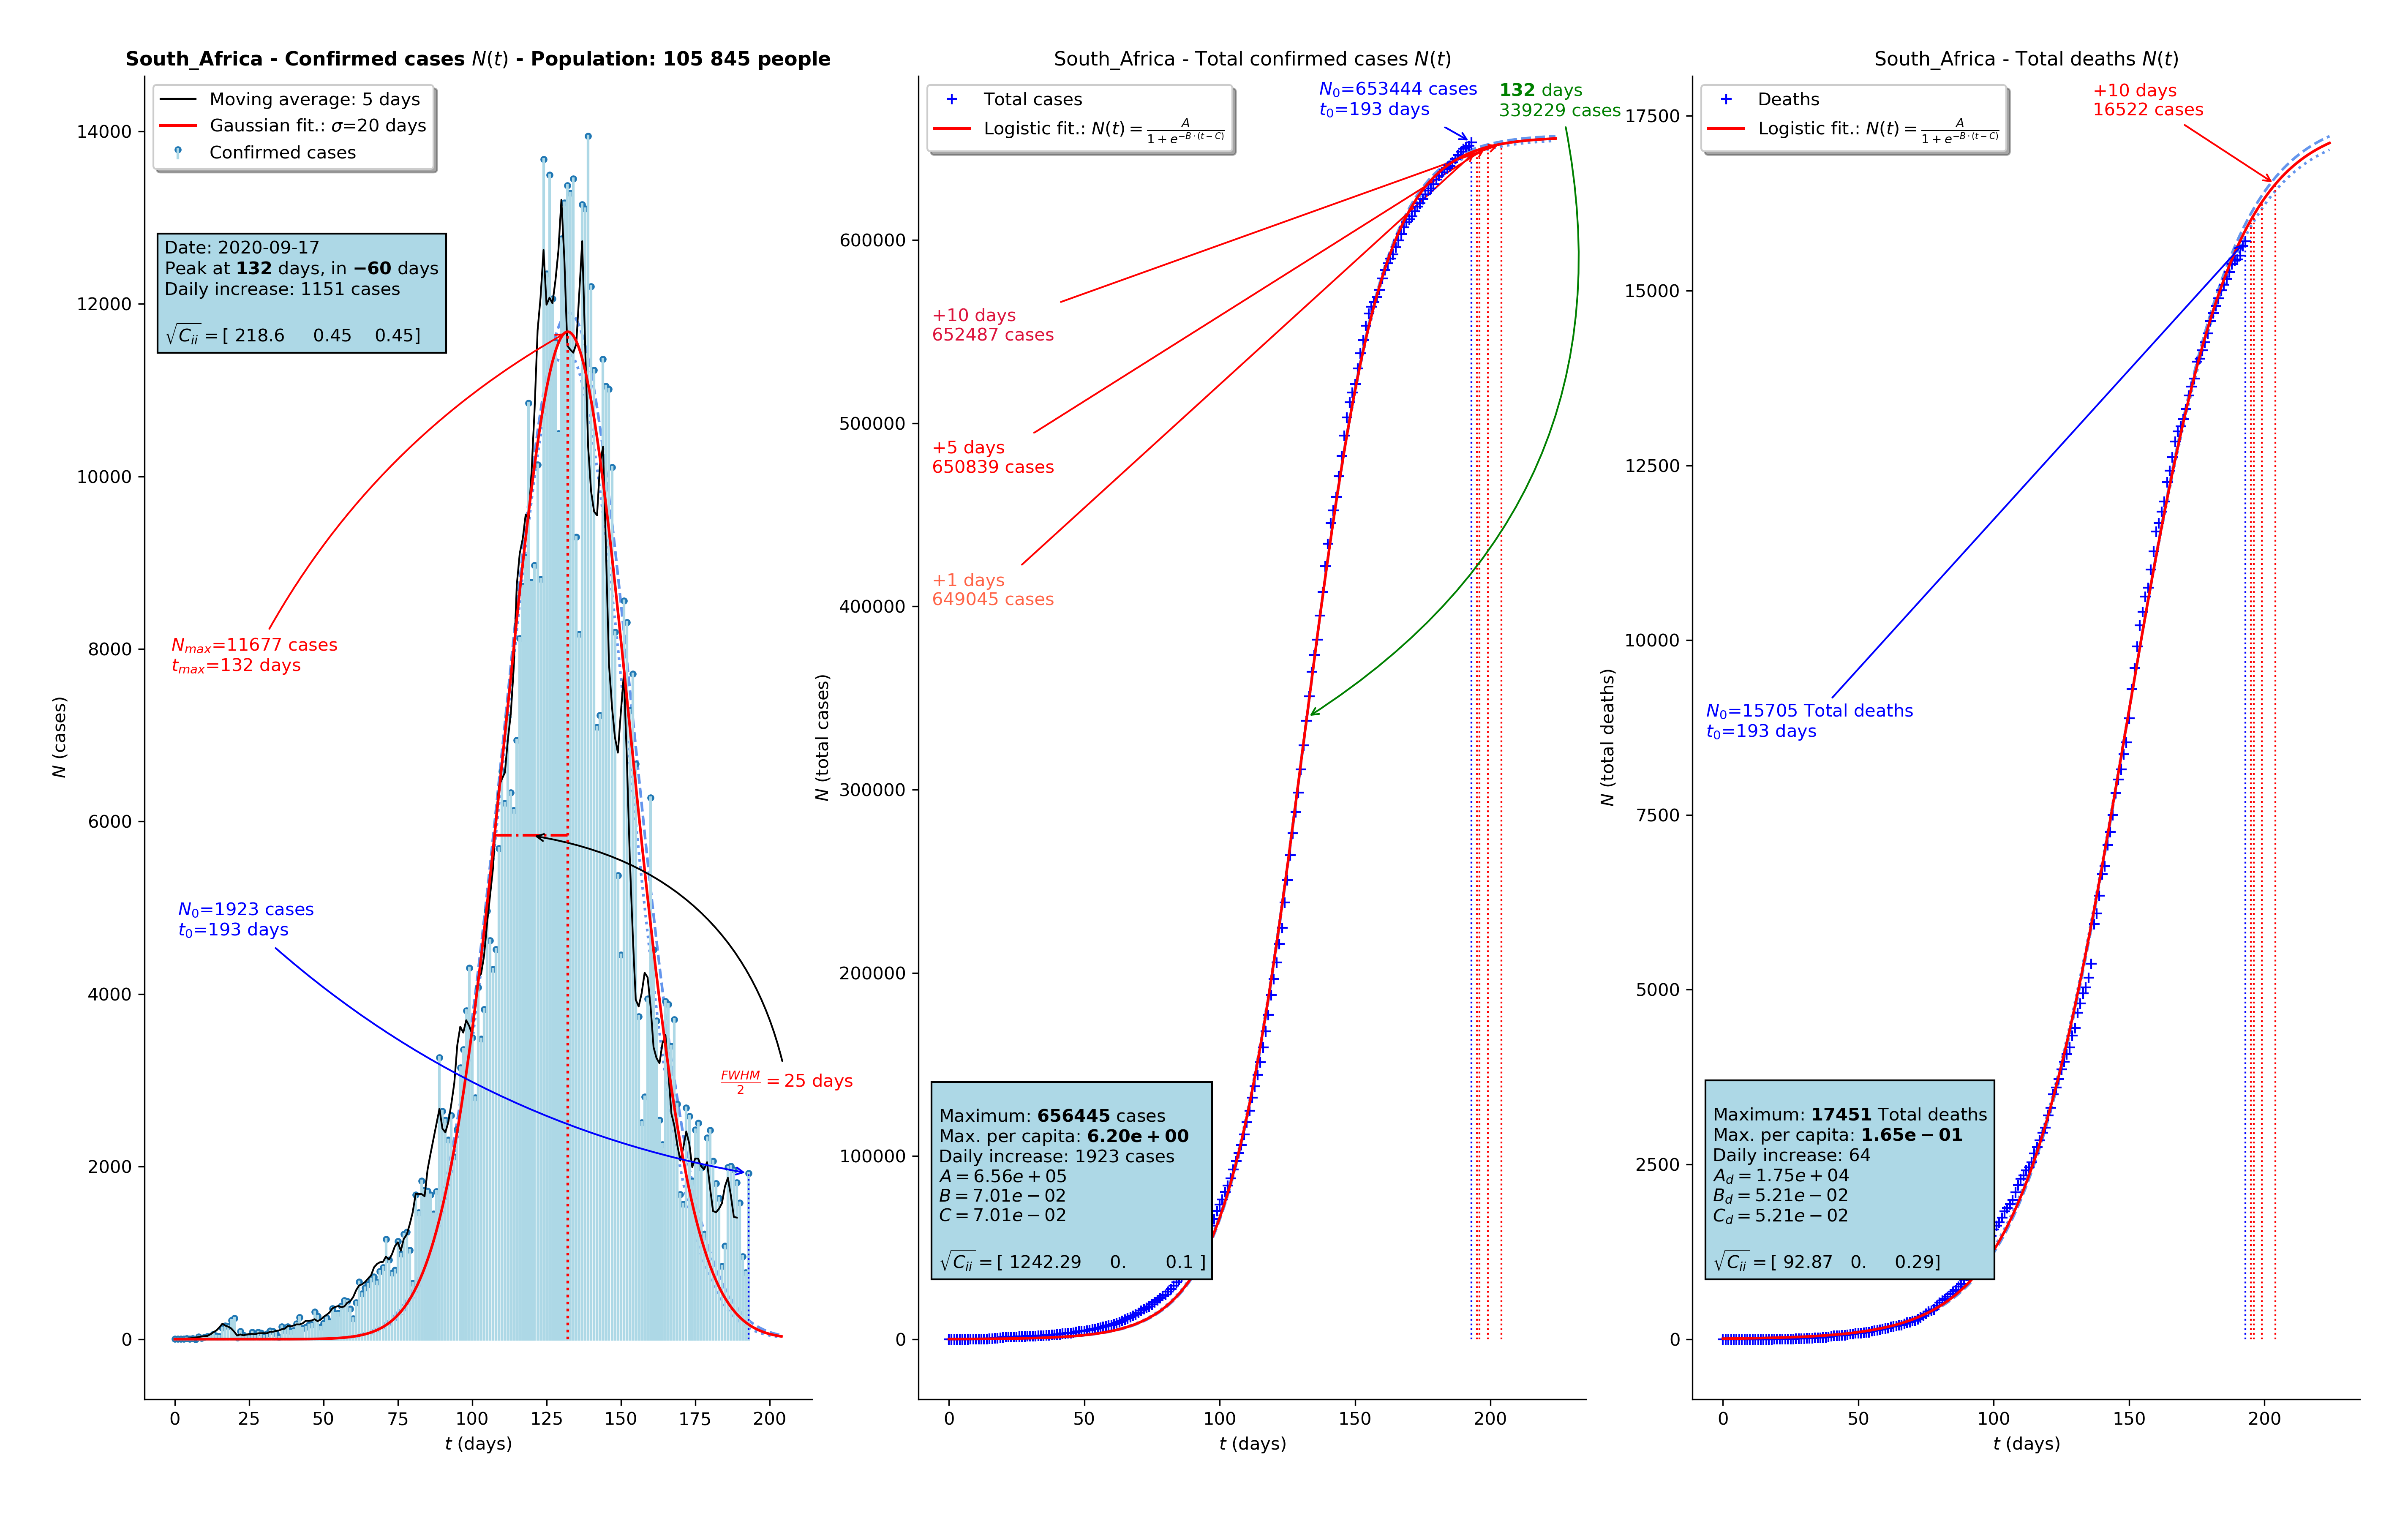 South_Africa - Confirmed cases N(t) - Population: 105 845 people
Moving average: 5 days
Gaussian fit.: σ=20 days
Confirmed cases
Date: 2020-09-17
Peak at 132 days, in −60 days
Daily increase: 1151 cases
√C_ii = [ 218.6 0.45 0.45]
N_max=11677 cases
t_max=132 days
N_0=1923 cases
t_0=193 days
FWHM/2 = 25 days
N (cases)
14000
12000
10000
8000
6000
4000
2000
0
0 25 50 75 100 125 150 175 200
t (days)
South_Africa - Total confirmed cases N(t)
Total cases
Logistic fit.: N(t) = A/(1 + e^{−B·(t−C)})
N_0=653444 cases
t_0=193 days
132 days
339229 cases
+10 days
652487 cases
+5 days
650839 cases
+1 days
649045 cases
Maximum: 656445 cases
Max. per capita: 6.20e + 00
Daily increase: 1923 cases
A = 6.56e + 05
B = 7.01e − 02
C = 7.01e − 02
√C_ii = [ 1242.29 0. 0.1 ]
N (total cases)
600000
500000
400000
300000
200000
100000
0
0 50 100 150 200
t (days)
South_Africa - Total deaths N(t)
Deaths
Logistic fit.: N(t) = A/(1 + e^{−B·(t−C)})
+10 days
16522 cases
N_0=15705 Total deaths
t_0=193 days
Maximum: 17451 Total deaths
Max. per capita: 1.65e − 01
Daily increase: 64
A_d = 1.75e + 04
B_d = 5.21e − 02
C_d = 5.21e − 02
√C_ii = [ 92.87 0. 0.29]
N (total deaths)
17500
15000
12500
10000
7500
5000
2500
0
0 50 100 150 200
t (days)